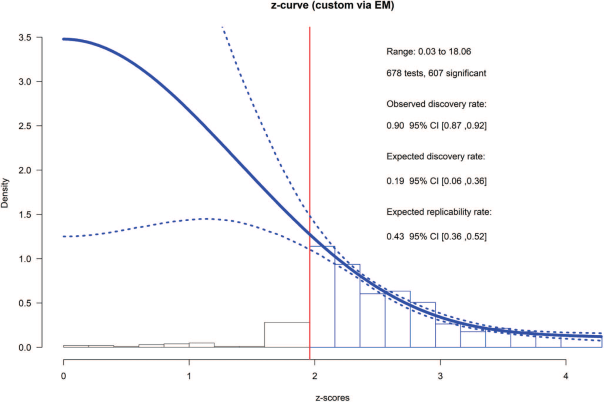 z-curve (custom via EM)
Range: 0.03 to 18.06
678 tests, 607 significant
Observed discovery rate:
0.90 95% CI [0.87 ,0.92]
Expected discovery rate:
0.19 95% CI [0.06 ,0.36]
Expected replicability rate:
0.43 95% CI [0.36 ,0.52]
Density
3.5
3.0
2.5
2.0
1.5
1.0
0.5
0.0
0 1 2 3 4
z-scores